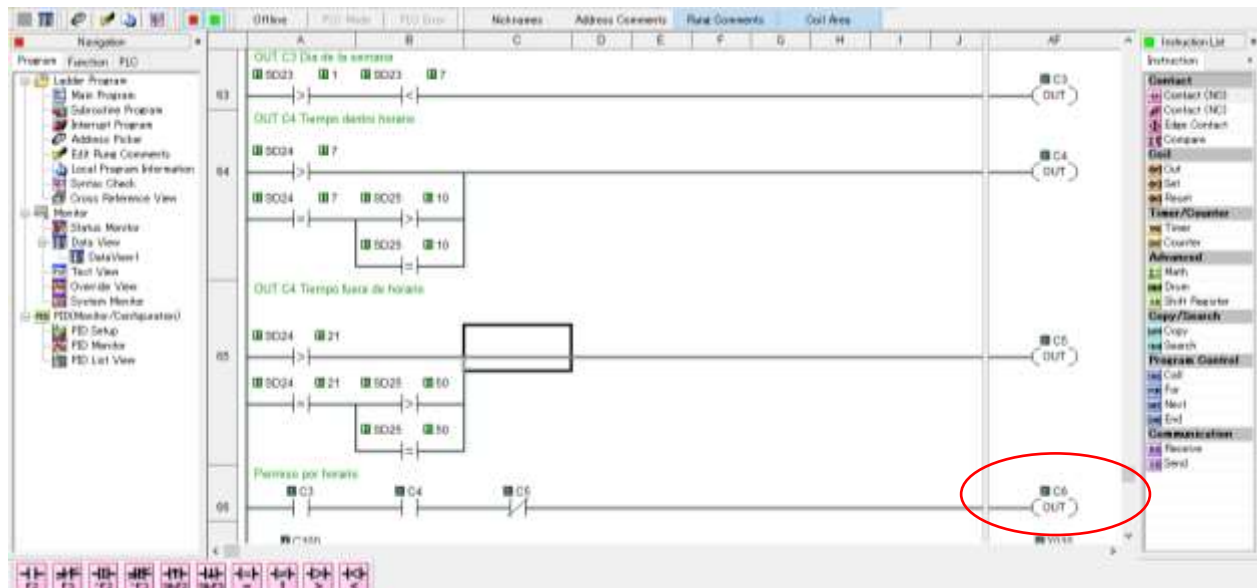 Offline PLC Mode PLC Error Nicknames Address Comments Rung Comments Coil Area
Navigation
Program Function PLC
Ladder Program
Main Program
Subroutine Program
Interrupt Program
Address Picker
Edit Rung Comments
Local Program Information
Syntax Check
Cross Reference View
Monitor
Status Monitor
Data View
DataView1
Text View
Override View
System Monitor
PID(Monitor/Configuration)
PID Setup
PID Monitor
PID List View
A B C D E F G H I J AF
OUT C3 Dia de la semana
SD23 1 SD23 7 C3
63 > < OUT
OUT C4 Tiempo dentro horario
SD24 7 C4
64 > OUT
SD24 7 SD25 10
= >
SD25 10
=
OUT C4 Tiempo fuera de horario
SD24 21 C5
65 > OUT
SD24 21 SD25 50
= >
SD25 50
=
Permiso por horario
C3 C4 C5 C6
66 OUT
Instruction List
Instruction
Contact
Contact (NO)
Contact (NC)
Edge Contact
Compare
Coil
Out
Set
Reset
Timer/Counter
Timer
Counter
Advanced
Math
Drum
Shift Register
Copy/Search
Copy
Search
Program Control
Call
For
Next
End
Communication
Receive
Send